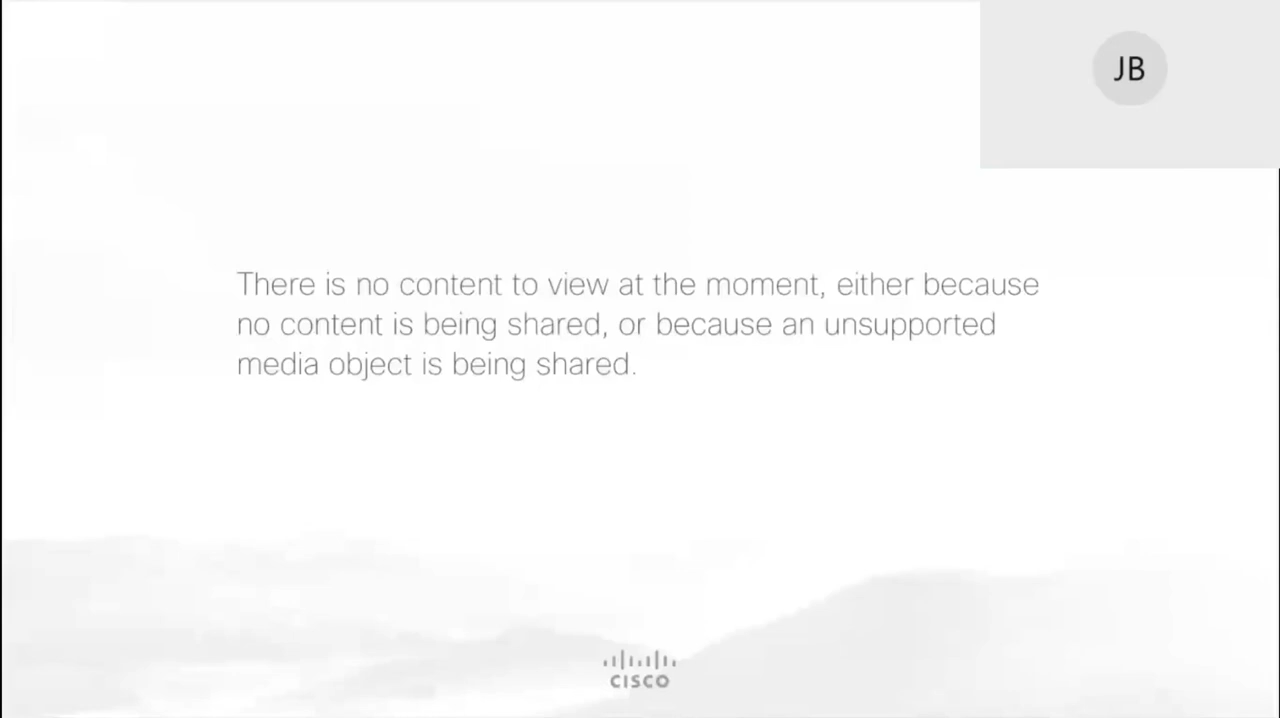 JB
There is no content to view at the moment, either because
no content is being shared, or because an unsupported
media object is being shared.
CISCO